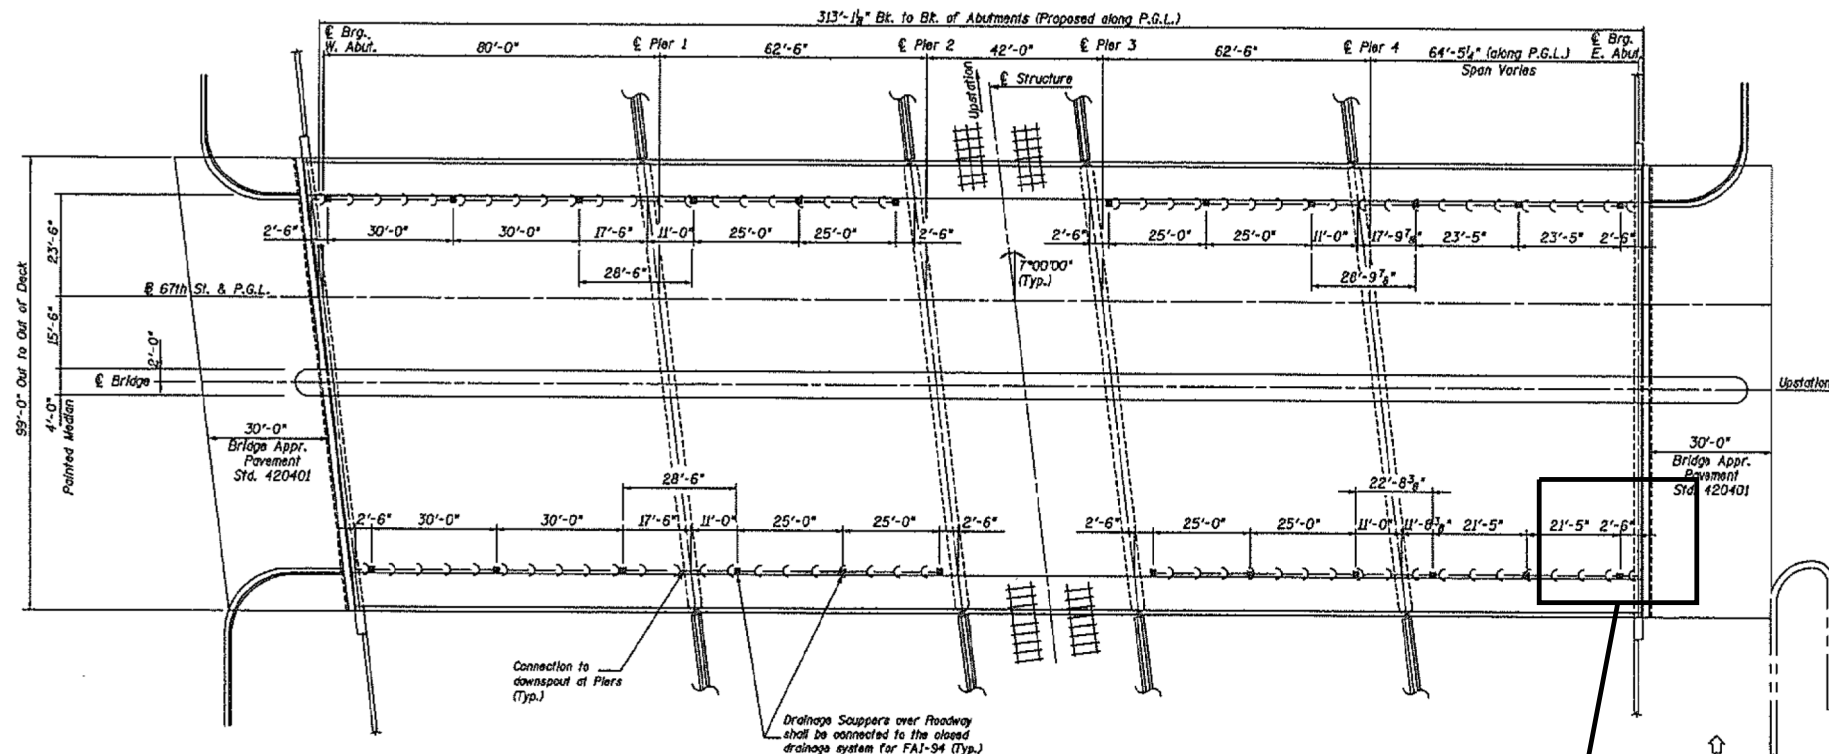 313'-1⅛" Bk. to Bk. of Abutments (Proposed along P.G.L.)
℄ Brg.
W. Abut.
80'-0"
℄ Pier 1
62'-6"
℄ Pier 2
42'-0"
℄ Pier 3
62'-6"
℄ Pier 4
64'-5¼" (along P.G.L.)
Span Varies
℄ Brg.
E. Abut.
Upstation
℄ Structure
2'-6"
30'-0"
30'-0"
17'-6"
11'-0"
25'-0"
25'-0"
2'-6"
28'-6"
2'-6"
25'-0"
25'-0"
11'-0"
17'-9⅞"
23'-5"
23'-5"
2'-6"
28'-9⅞"
7°00'00"
(Typ.)
99'-0" Out to Out of Deck
23'-6"
15'-6"
4'-0"
Painted Median
2'-0"
℄ Bridge
67th St. & P.G.L.
Upstation
30'-0"
Bridge Appr.
Pavement
Std. 420401
30'-0"
Bridge Appr.
Pavement
Std. 420401
28'-6"
2'-6"
30'-0"
30'-0"
17'-6"
11'-0"
25'-0"
25'-0"
2'-6"
22'-8⅜"
2'-6"
25'-0"
25'-0"
11'-0"
11'-8⅜"
21'-5"
21'-5"
2'-6"
Connection to
downspout at Piers
(Typ.)
Drainage Scuppers over Roadway
shall be connected to the closed
drainage system for FAI-94 (Typ.)